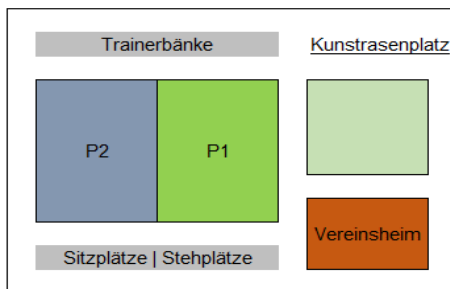 Trainerbänke
Kunstrasenplatz
P2
P1
Vereinsheim
Sitzplätze | Stehplätze